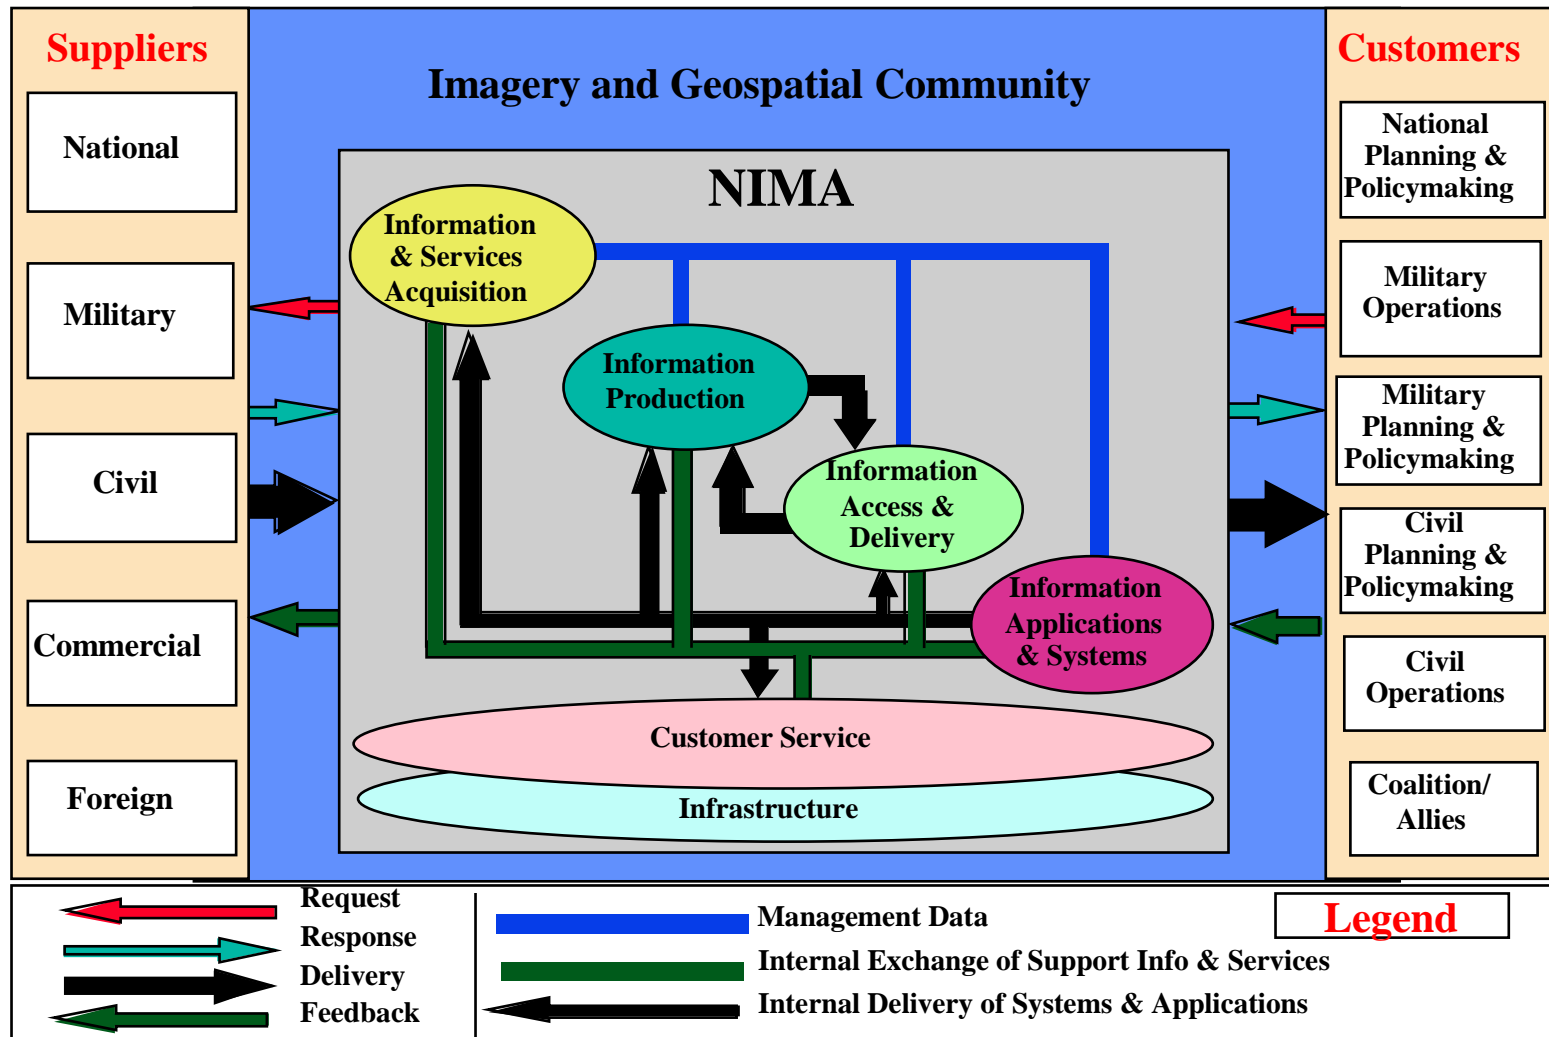 Suppliers
National
Military
Civil
Commercial
Foreign
Imagery and Geospatial Community
NIMA
Information
& Services
Acquisition
Information
Production
Information
Access &
Delivery
Information
Applications
& Systems
Customer Service
Infrastructure
Customers
National
Planning &
Policymaking
Military
Operations
Military
Planning &
Policymaking
Civil
Planning &
Policymaking
Civil
Operations
Coalition/
Allies
Request
Response
Delivery
Feedback
Management Data
Internal Exchange of Support Info & Services
Internal Delivery of Systems & Applications
Legend